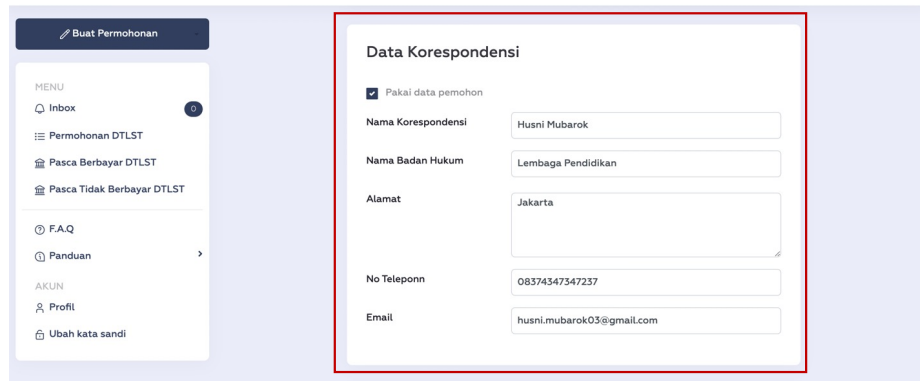 Buat Permohonan
MENU
Inbox
0
Permohonan DTLST
Pasca Berbayar DTLST
Pasca Tidak Berbayar DTLST
F.A.Q
Panduan
AKUN
Profil
Ubah kata sandi
Data Korespondensi
Pakai data pemohon
Nama Korespondensi
Husni Mubarok
Nama Badan Hukum
Lembaga Pendidikan
Alamat
Jakarta
No Teleponn
08374347347237
Email
husni.mubarok03@gmail.com